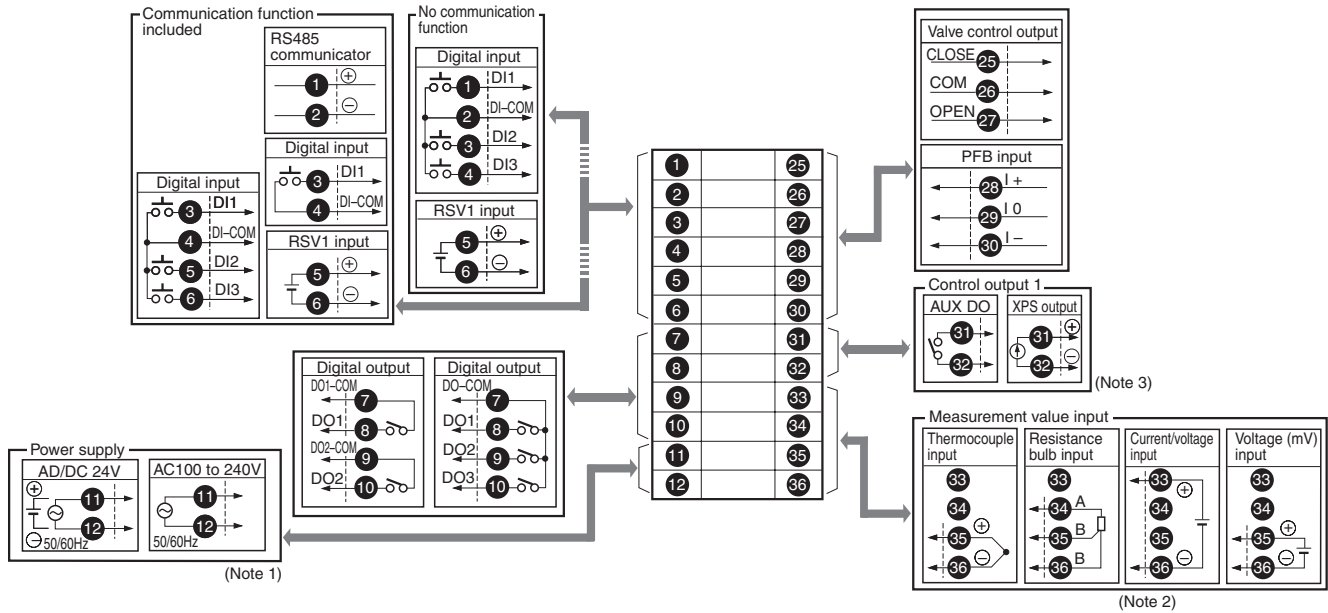 Communication function
included
RS485
communicator
1
⊕
2
⊖
Digital input
3
DI1
4
DI–COM
Digital input
3
DI1
4
DI–COM
5
DI2
6
DI3
RSV1 input
5
⊕
6
⊖
No communication
function
Digital input
1
DI1
2
DI–COM
3
DI2
4
DI3
RSV1 input
5
⊕
6
⊖
1 25
2 26
3 27
4 28
5 29
6 30
7 31
8 32
9 33
10 34
11 35
12 36
Valve control output
CLOSE 25
COM 26
OPEN 27
PFB input
28 I +
29 I 0
30 I –
Control output 1
AUX DO
31
32
XPS output
31 ⊕
32 ⊖
(Note 3)
Digital output
DO1–COM
7
DO1
8
DO2–COM
9
DO2
10
Digital output
DO–COM
7
DO1
8
DO2
9
DO3
10
Power supply
AD/DC 24V
⊕
11
12
⊖
50/60Hz
AC100 to 240V
11
12
50/60Hz
(Note 1)
Measurement value input
Thermocouple
input
33
34
35 ⊕
36 ⊖
Resistance
bulb input
33
34 A
35 B
36 B
Current/voltage
input
33 ⊕
34
35
36 ⊖
Voltage (mV)
input
33
34
35 ⊕
36 ⊖
(Note 2)